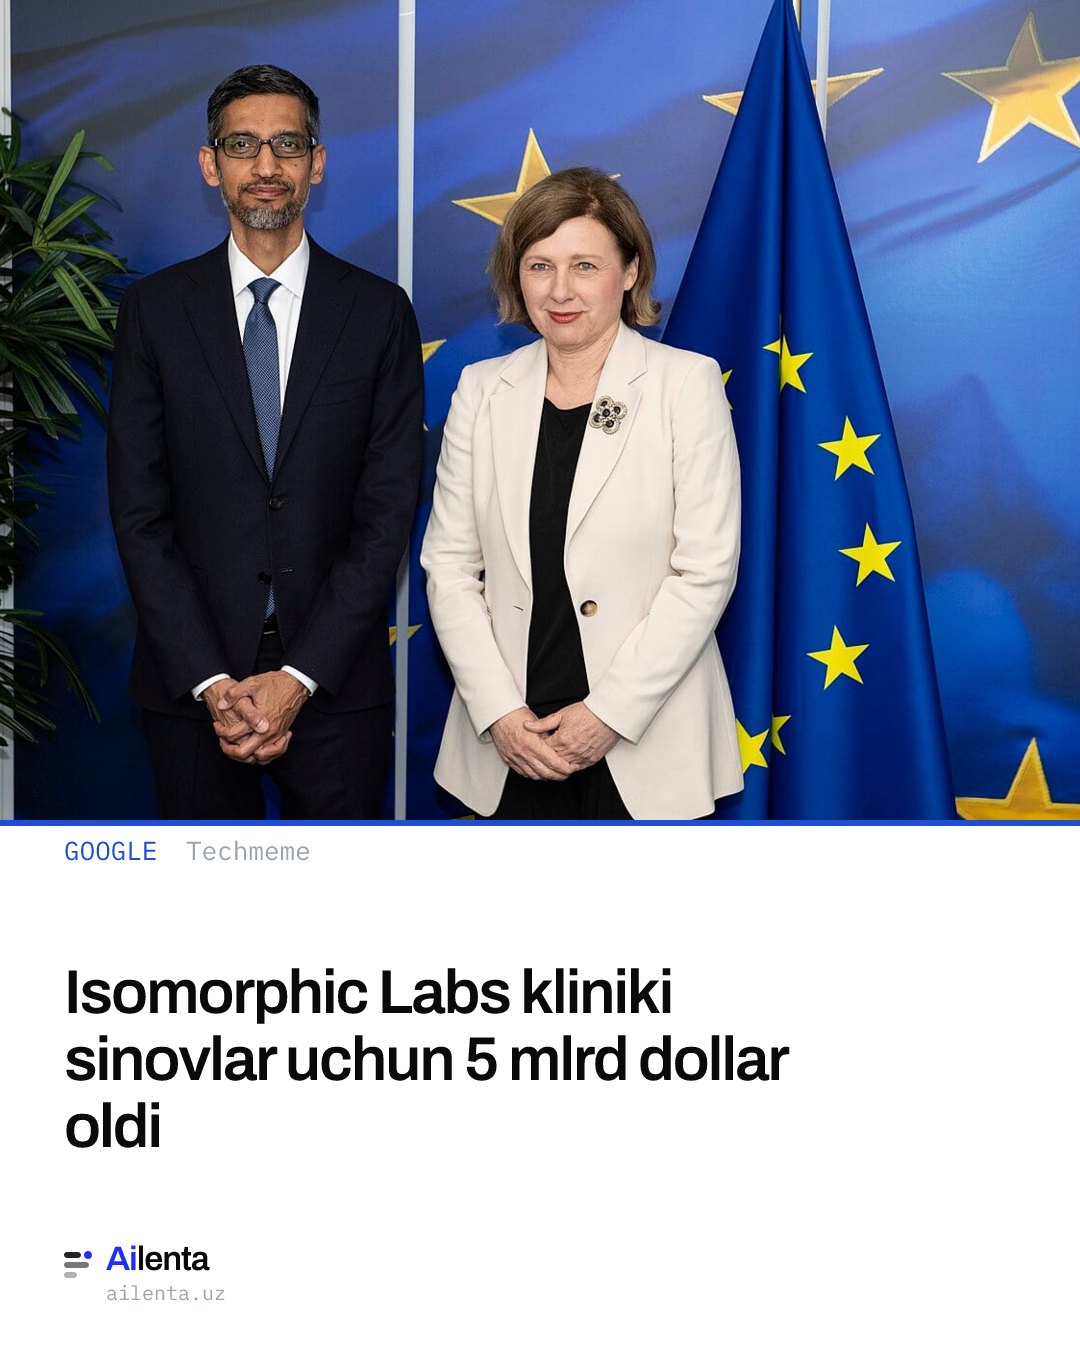 GOOGLE Techmeme
Isomorphic Labs kliniki
sinovlar uchun 5 mlrd dollar
oldi
Ailenta
ailenta.uz